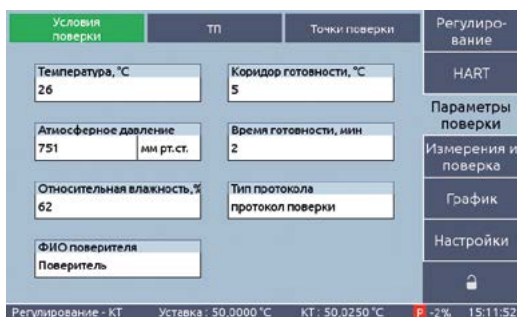 Условия
поверки
ТП
Точки поверки
Температура, °C
26
Коридор готовности, °C
5
Атмосферное давление
751
мм рт.ст.
Время готовности, мин
2
Относительная влажность,%
62
Тип протокола
протокол поверки
ФИО поверителя
Поверитель
Регулиро-
вание
HART
Параметры
поверки
Измерения и
поверка
График
Настройки
Регулирование - КТ
Уставка : 50.0000 °C
КТ : 50.0250 °C
P -2%
15:11:52